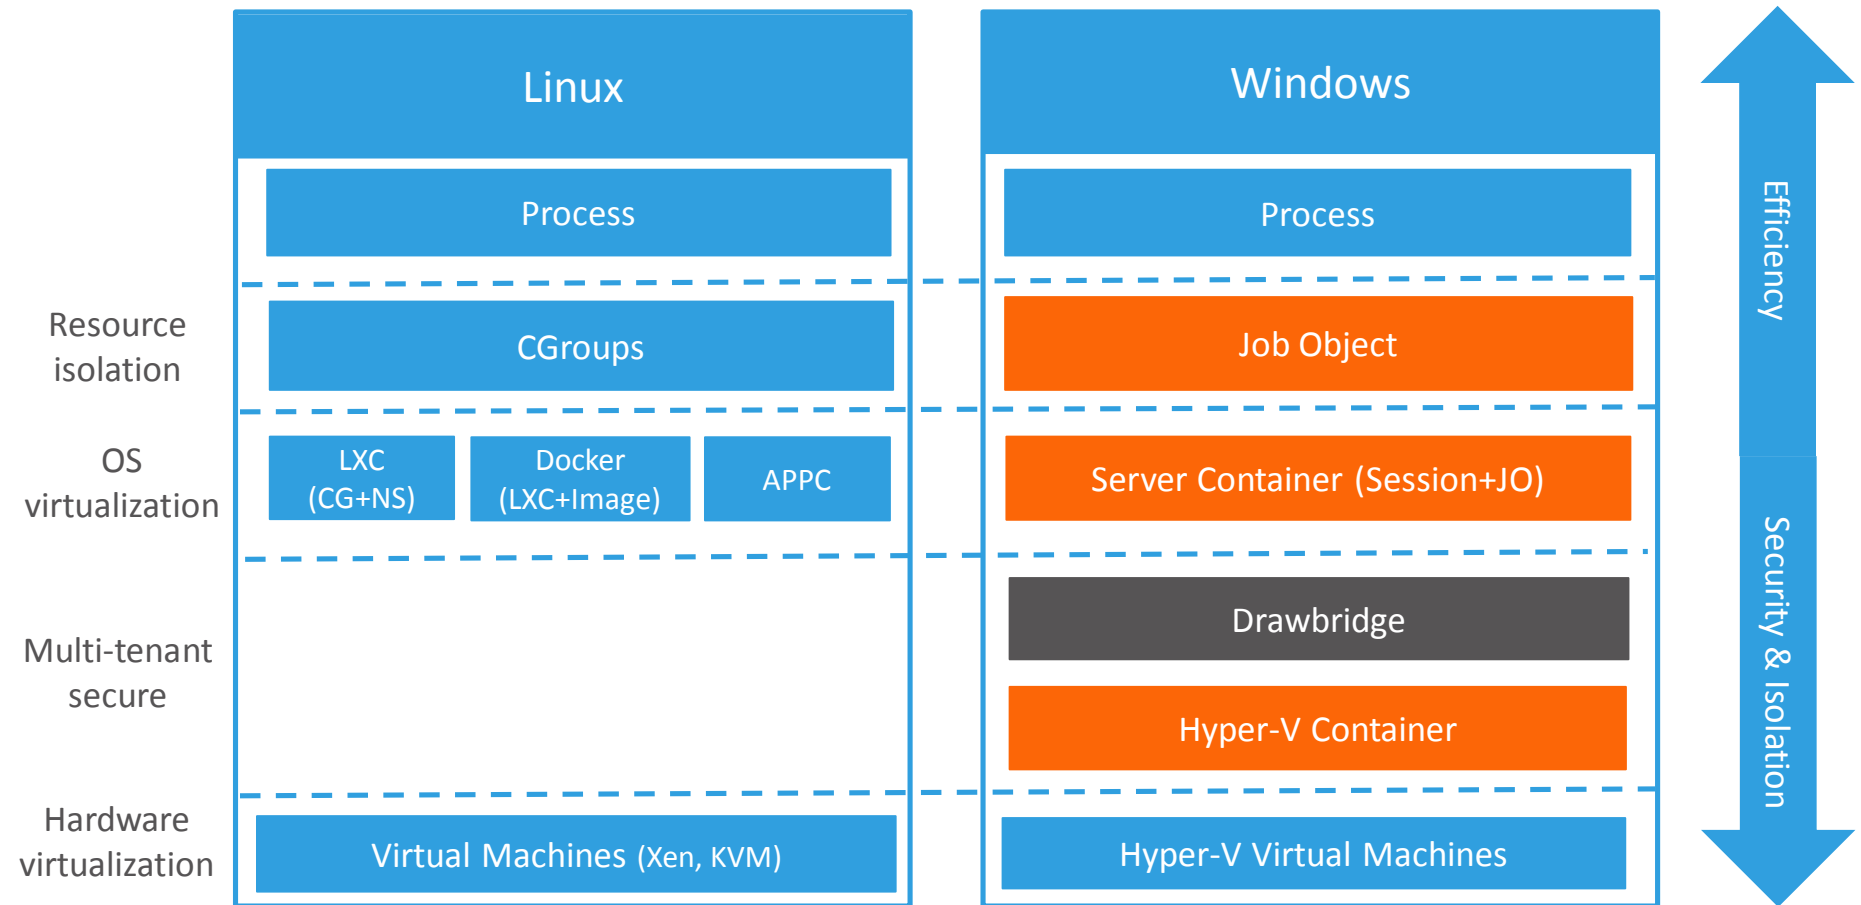 Linux
Windows
Process
Process
Efficiency
Resource
isolation
CGroups
Job Object
OS
virtualization
LXC
(CG+NS)
Docker
(LXC+Image)
APPC
Server Container (Session+JO)
Security & Isolation
Multi-tenant
secure
Drawbridge
Hyper-V Container
Hardware
virtualization
Virtual Machines (Xen, KVM)
Hyper-V Virtual Machines